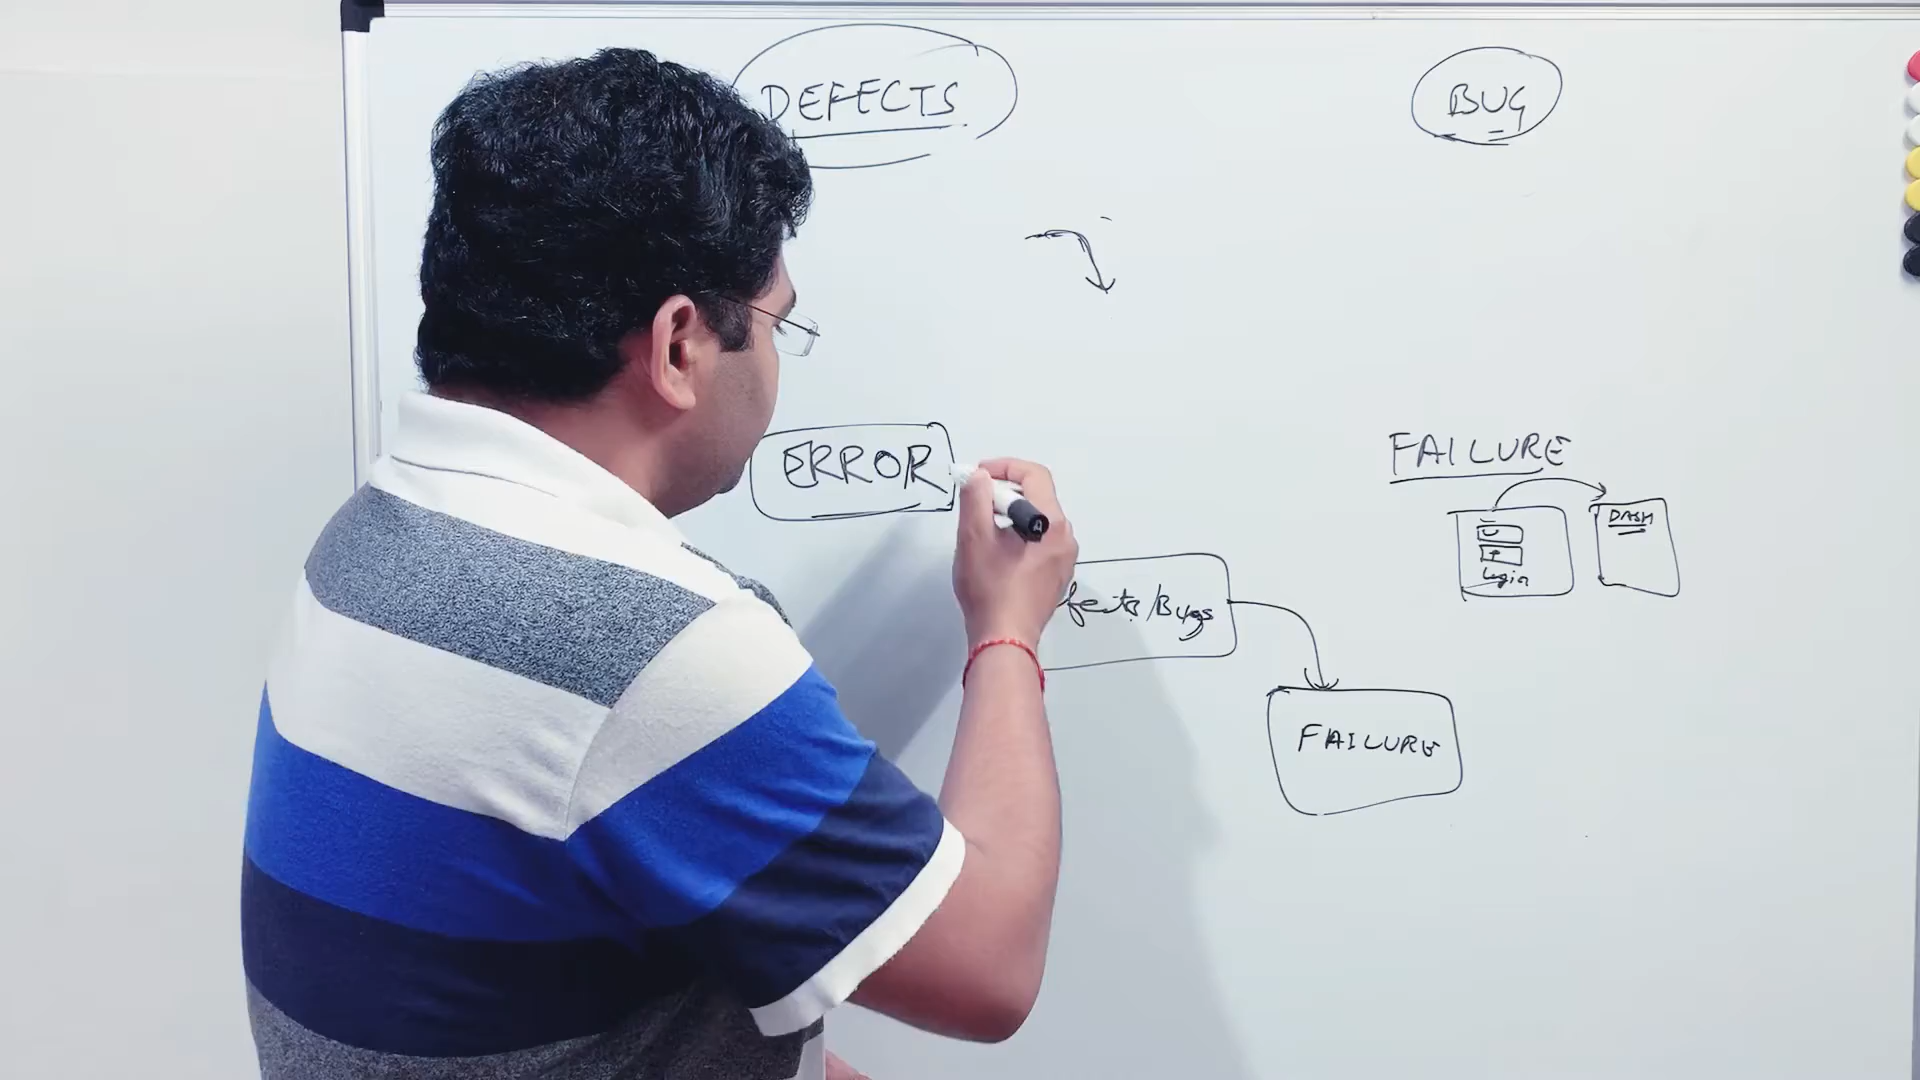 DEFECTS
BUG
ERROR
FAILURE
DASH
U
P
Login
fects/Bugs
FAILURE